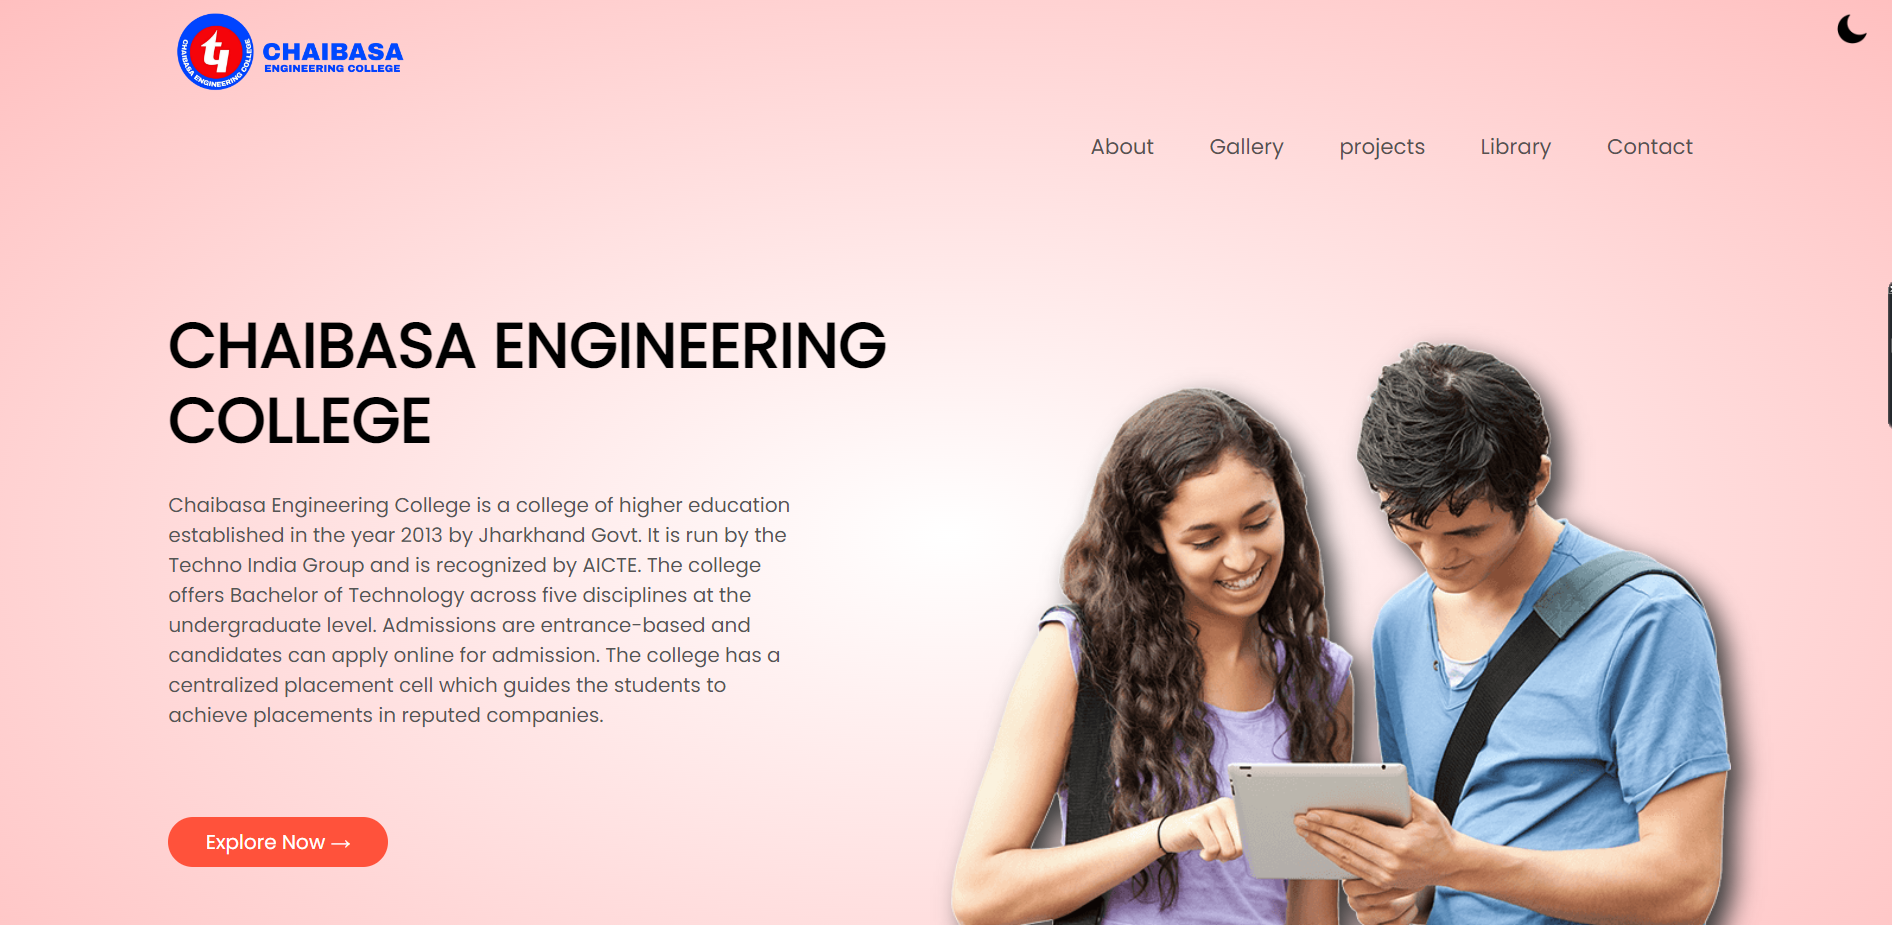 CHAIBASA ENGINEERING COLLEGE
CHAIBASA
ENGINEERING COLLEGE
About Gallery projects Library Contact
CHAIBASA ENGINEERING
COLLEGE
Chaibasa Engineering College is a college of higher education
established in the year 2013 by Jharkhand Govt. It is run by the
Techno India Group and is recognized by AICTE. The college
offers Bachelor of Technology across five disciplines at the
undergraduate level. Admissions are entrance-based and
candidates can apply online for admission. The college has a
centralized placement cell which guides the students to
achieve placements in reputed companies.
Explore Now →